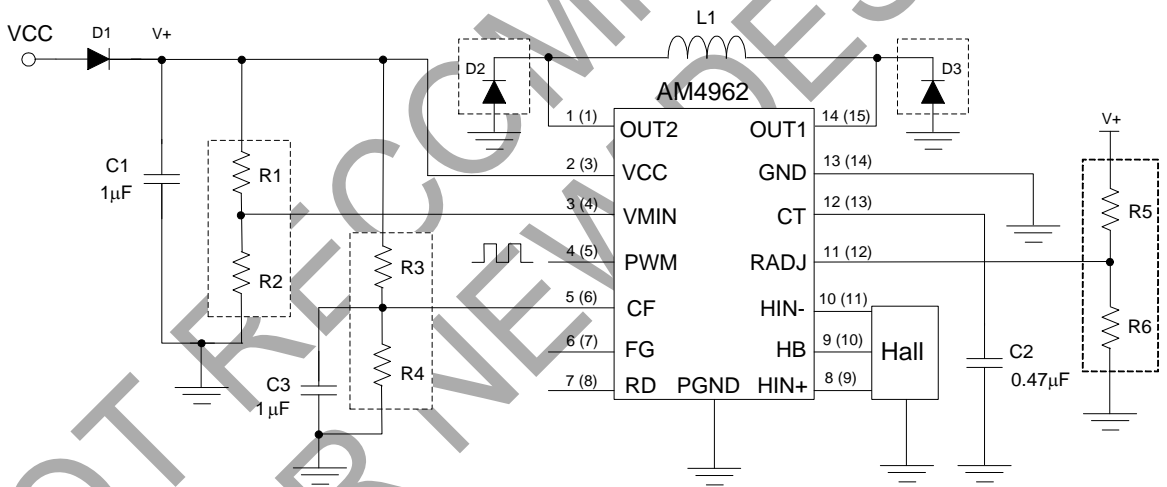 L1
VCC
D1
V+
D2
D3
AM4962
1 (1)
OUT2
OUT1
14 (15)
V+
C1
1µF
R1
2 (3)
VCC
GND
13 (14)
3 (4)
VMIN
CT
12 (13)
R5
R2
R3
4 (5)
PWM
RADJ
11 (12)
5 (6)
CF
HIN-
10 (11)
R6
6 (7)
FG
HB
9 (10)
Hall
C2
0.47µF
R4
C3
1µF
7 (8)
RD
PGND
HIN+
8 (9)